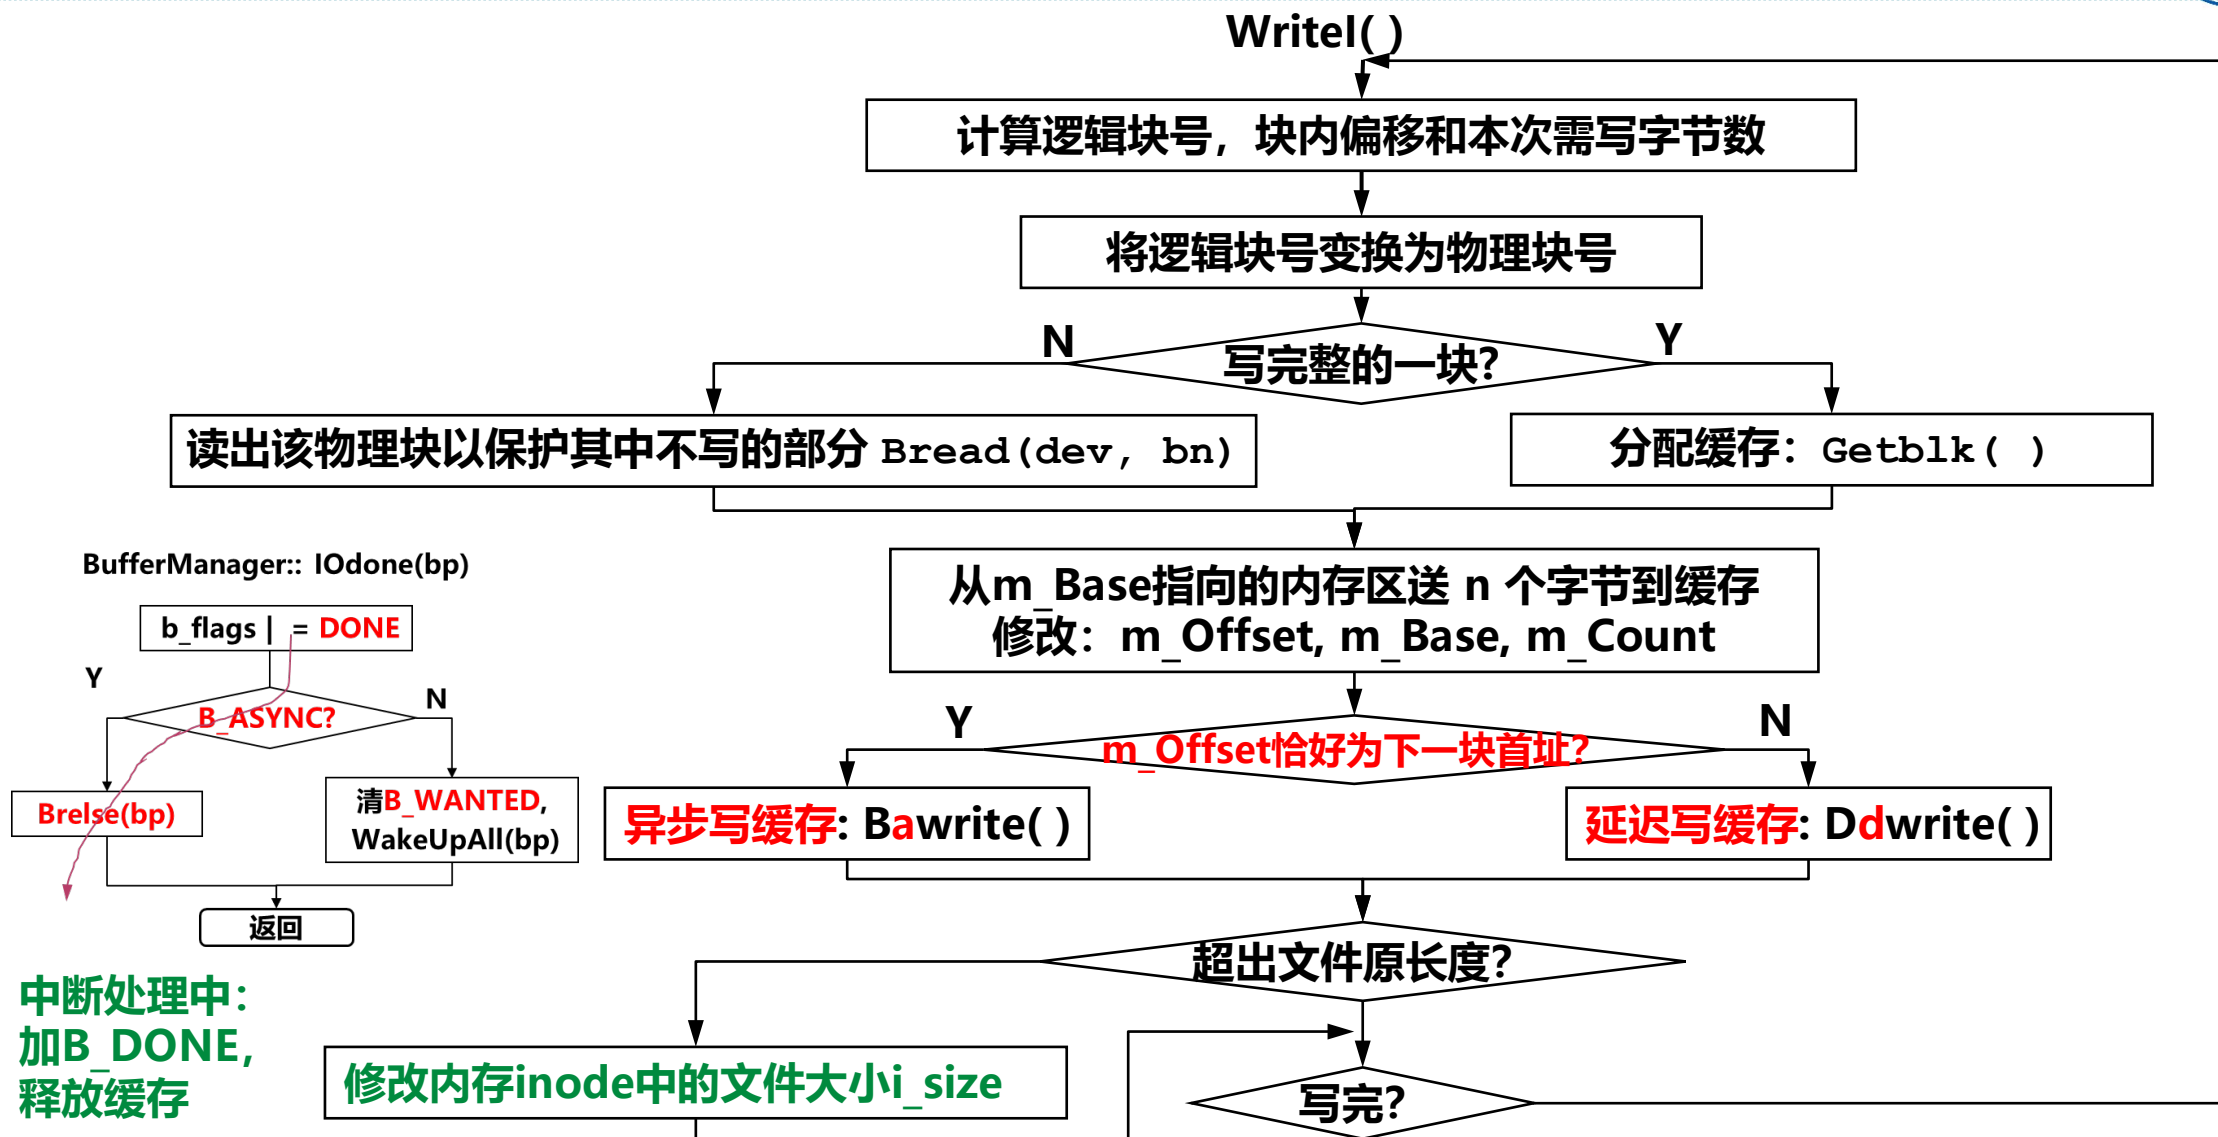 WriteI( )
计算逻辑块号，块内偏移和本次需写字节数
将逻辑块号变换为物理块号
N
写完整的一块?
Y
读出该物理块以保护其中不写的部分 Bread(dev, bn)
分配缓存：Getblk( )
从m_Base指向的内存区送 n 个字节到缓存
修改：m_Offset, m_Base, m_Count
Y
m_Offset恰好为下一块首址?
N
异步写缓存: Bawrite( )
延迟写缓存: Ddwrite( )
超出文件原长度?
修改内存inode中的文件大小i_size
写完?
BufferManager:: IOdone(bp)
b_flags | = DONE
Y
B_ASYNC?
N
Brelse(bp)
清B_WANTED,
WakeUpAll(bp)
返回
中断处理中：
加B_DONE,
释放缓存